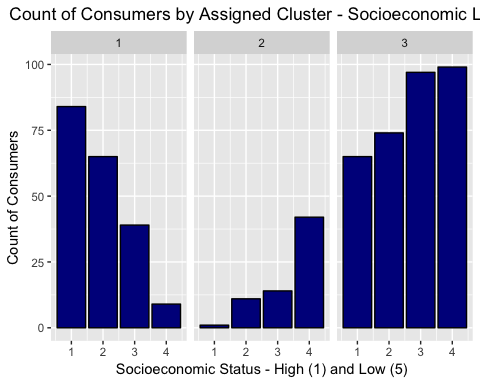 Count of Consumers by Assigned Cluster - Socioeconomic L
1 2 3
100
75
50
25
0
Count of Consumers
1 2 3 4 1 2 3 4 1 2 3 4
Socioeconomic Status - High (1) and Low (5)